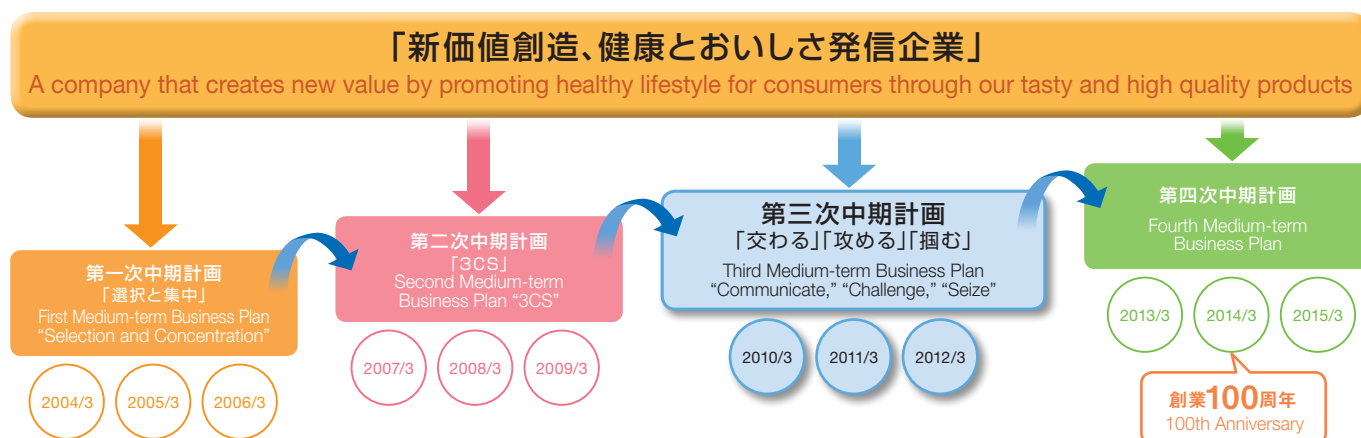 「新価値創造、健康とおいしさ発信企業」
A company that creates new value by promoting healthy lifestyle for consumers through our tasty and high quality products
第一次中期計画
「選択と集中」
First Medium-term Business Plan
“Selection and Concentration”
2004/3
2005/3
2006/3
第二次中期計画
「3CS」
Second Medium-term
Business Plan “3CS”
2007/3
2008/3
2009/3
第三次中期計画
「交わる」「攻める」「掴む」
Third Medium-term Business Plan
“Communicate,” “Challenge,” “Seize”
2010/3
2011/3
2012/3
第四次中期計画
Fourth Medium-term
Business Plan
2013/3
2014/3
2015/3
創業100周年
100th Anniversary